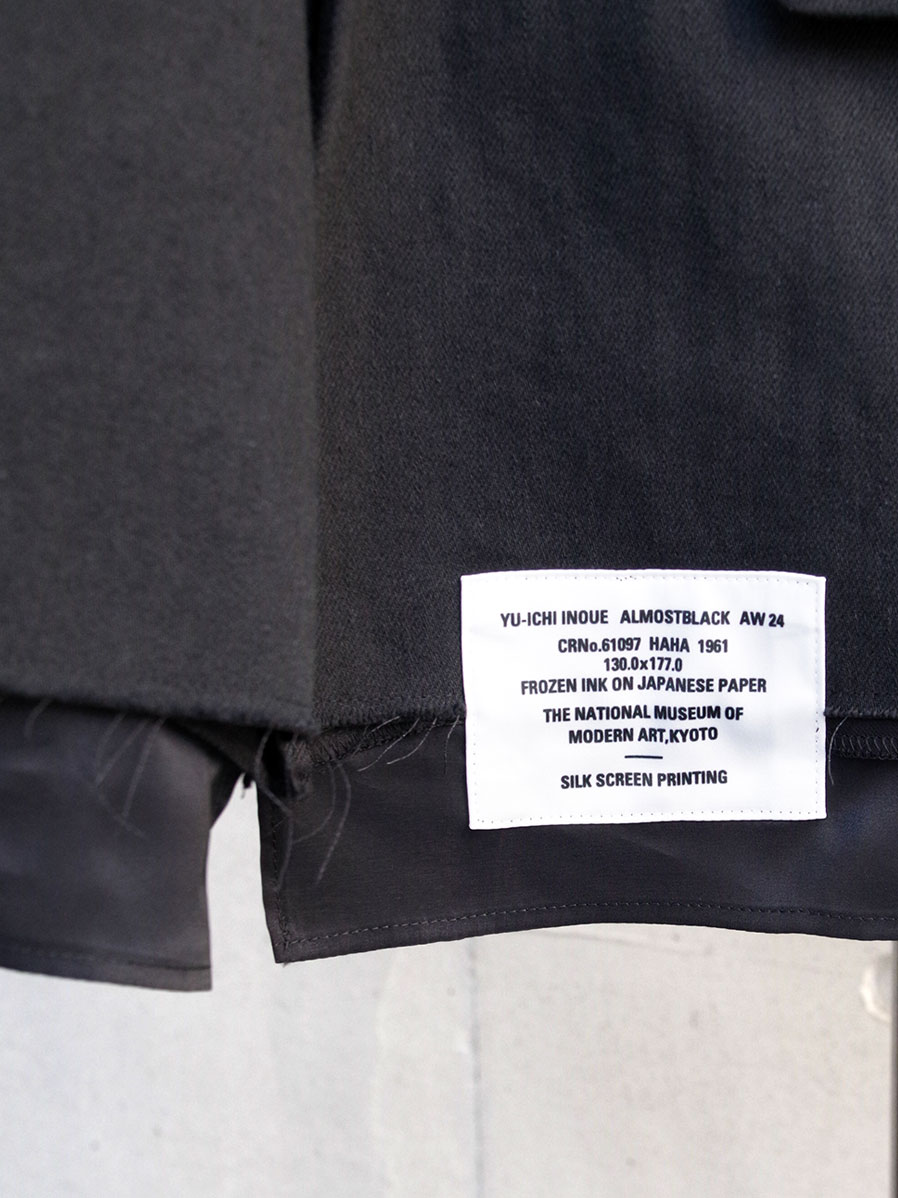 YU-ICHI INOUE ALMOSTBLACK AW 24
CRNo.61097 HAHA 1961
130.0x177.0
FROZEN INK ON JAPANESE PAPER
THE NATIONAL MUSEUM OF
MODERN ART,KYOTO
SILK SCREEN PRINTING